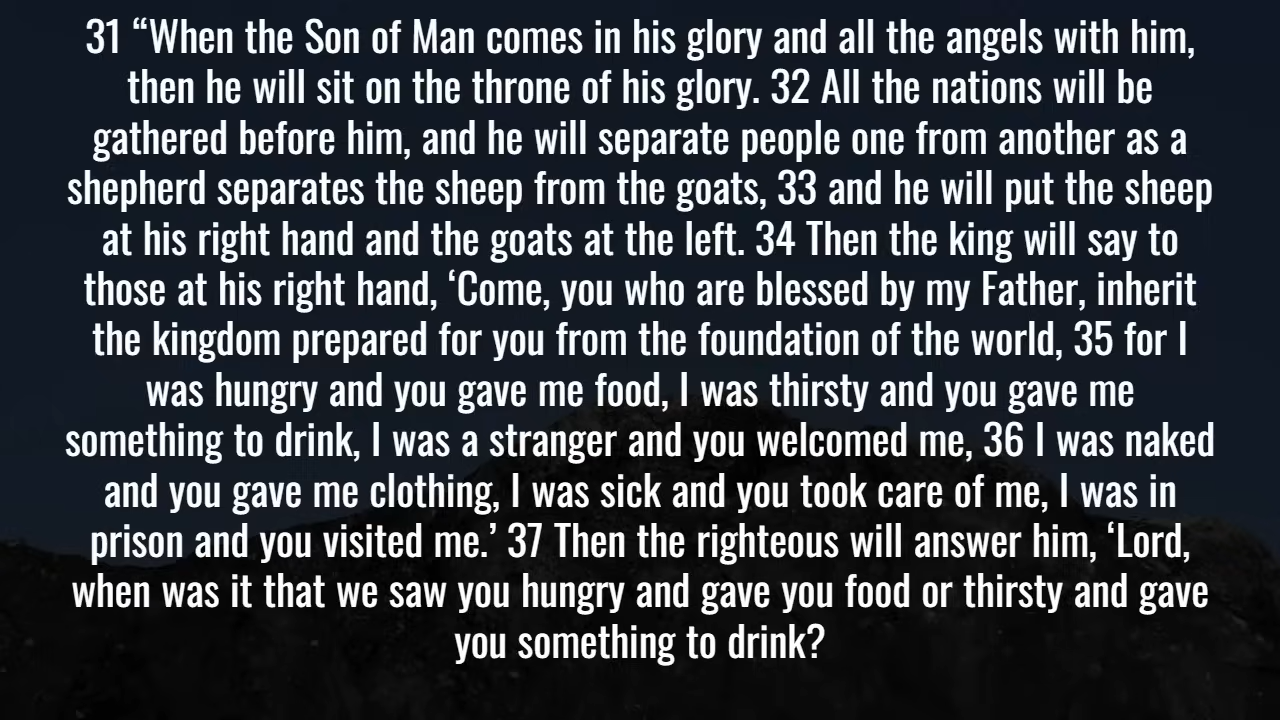 31 “When the Son of Man comes in his glory and all the angels with him,
then he will sit on the throne of his glory. 32 All the nations will be
gathered before him, and he will separate people one from another as a
shepherd separates the sheep from the goats, 33 and he will put the sheep
at his right hand and the goats at the left. 34 Then the king will say to
those at his right hand, ‘Come, you who are blessed by my Father, inherit
the kingdom prepared for you from the foundation of the world, 35 for I
was hungry and you gave me food, I was thirsty and you gave me
something to drink, I was a stranger and you welcomed me, 36 I was naked
and you gave me clothing, I was sick and you took care of me, I was in
prison and you visited me.’ 37 Then the righteous will answer him, ‘Lord,
when was it that we saw you hungry and gave you food or thirsty and gave
you something to drink?